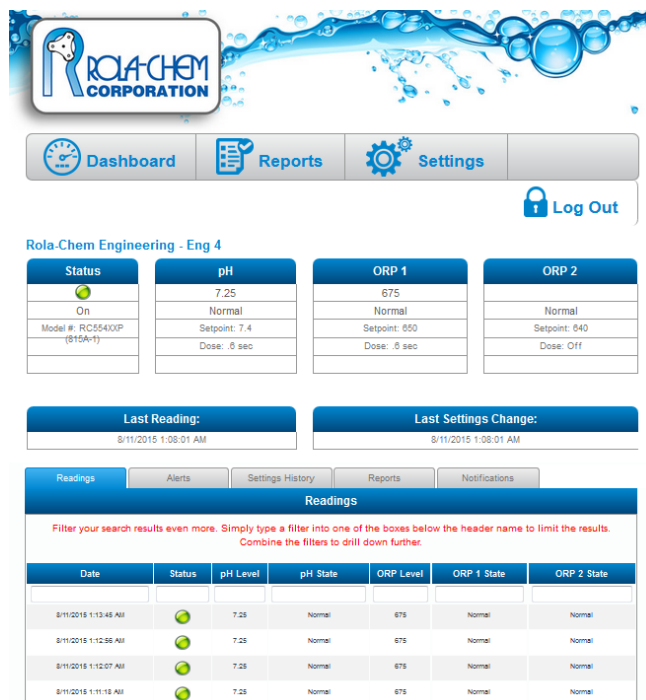 ROLA-CHEM
CORPORATION
Dashboard Reports Settings
Log Out
Rola-Chem Engineering - Eng 4
Status pH ORP 1 ORP 2
7.25 675
On Normal Normal Normal
Model #: RC554XXP Setpoint: 7.4 Setpoint: 650 Setpoint: 640
(815A-1) Dose: .6 sec Dose: .6 sec Dose: Off
Last Reading: Last Settings Change:
8/11/2015 1:08:01 AM 8/11/2015 1:08:01 AM
Readings Alerts Settings History Reports Notifications
Readings
Filter your search results even more. Simply type a filter into one of the boxes below the header name to limit the results.
Combine the filters to drill down further.
Date Status pH Level pH State ORP Level ORP 1 State ORP 2 State
8/11/2015 1:13:45 AM 7.25 Normal 675 Normal Normal
8/11/2015 1:12:56 AM 7.25 Normal 675 Normal Normal
8/11/2015 1:12:07 AM 7.25 Normal 675 Normal Normal
8/11/2015 1:11:18 AM 7.25 Normal 675 Normal Normal